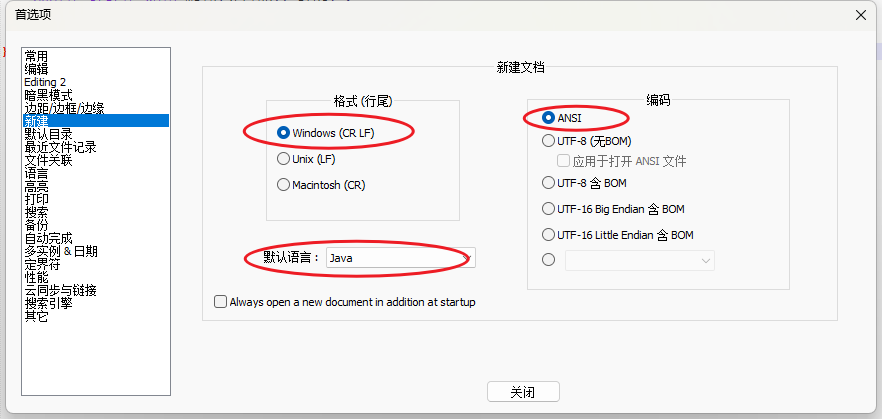 首选项
常用
编辑
Editing 2
暗黑模式
边距/边框/边缘
新建
默认目录
最近文件记录
文件关联
语言
高亮
打印
搜索
备份
自动完成
多实例 & 日期
定界符
性能
云同步与链接
搜索引擎
其它
新建文档
格式 (行尾)
Windows (CR LF)
Unix (LF)
Macintosh (CR)
默认语言：Java
Always open a new document in addition at startup
编码
ANSI
UTF-8 (无BOM)
应用于打开 ANSI 文件
UTF-8 含 BOM
UTF-16 Big Endian 含 BOM
UTF-16 Little Endian 含 BOM
关闭